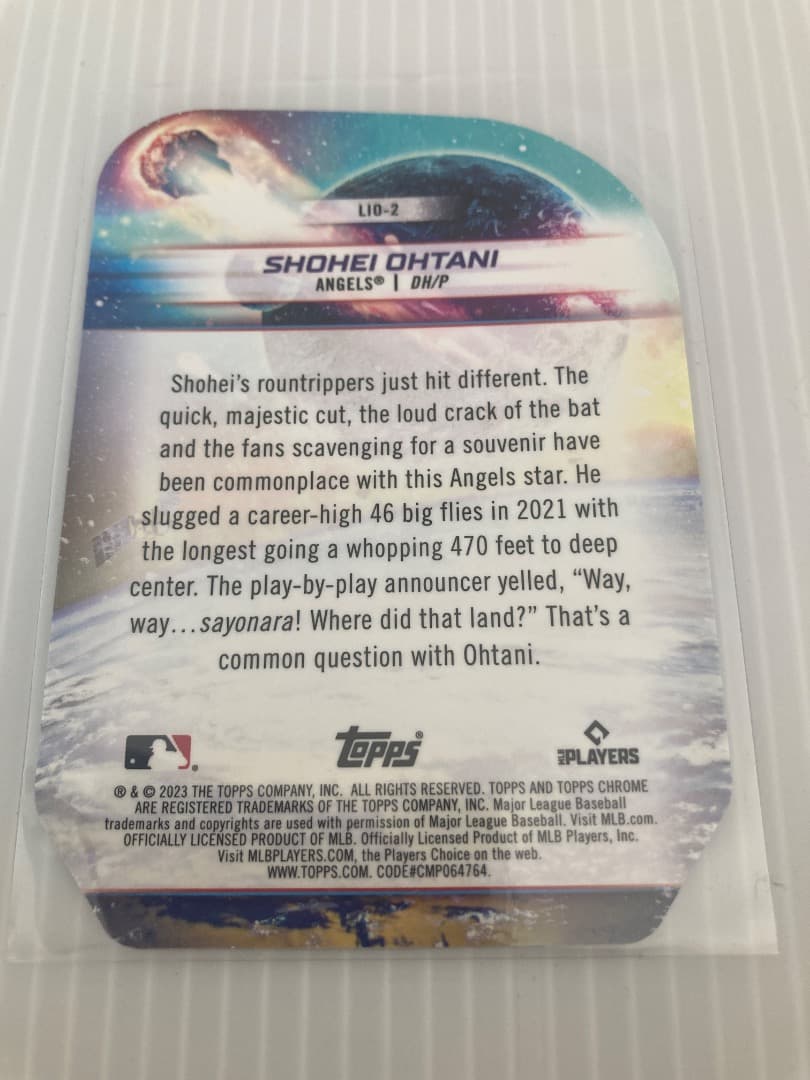 LIO-2
SHOHEI OHTANI
ANGELS® | DH/P
Shohei's rountrippers just hit different. The
quick, majestic cut, the loud crack of the bat
and the fans scavenging for a souvenir have
been commonplace with this Angels star. He
slugged a career-high 46 big flies in 2021 with
the longest going a whopping 470 feet to deep
center. The play-by-play announcer yelled, “Way,
way...sayonara! Where did that land?” That's a
common question with Ohtani.
Topps®
MLB PLAYERS
® & © 2023 THE TOPPS COMPANY, INC. ALL RIGHTS RESERVED. TOPPS AND TOPPS CHROME
ARE REGISTERED TRADEMARKS OF THE TOPPS COMPANY, INC. Major League Baseball
trademarks and copyrights are used with permission of Major League Baseball. Visit MLB.com.
OFFICIALLY LICENSED PRODUCT OF MLB. Officially Licensed Product of MLB Players, Inc.
Visit MLBPLAYERS.COM, the Players Choice on the web.
WWW.TOPPS.COM. CODE#CMP064764.